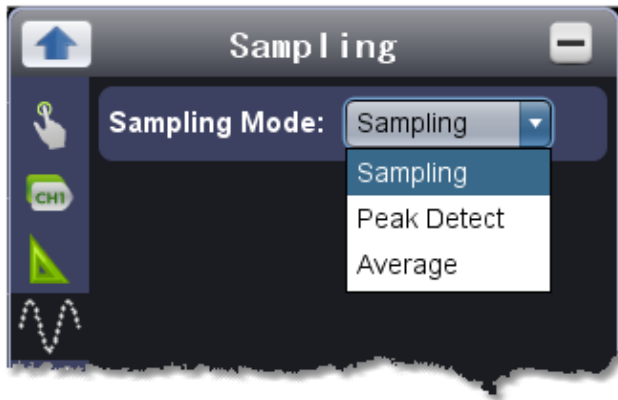 Sampling
Sampling Mode: Sampling
Sampling
CH1
Peak Detect
Average